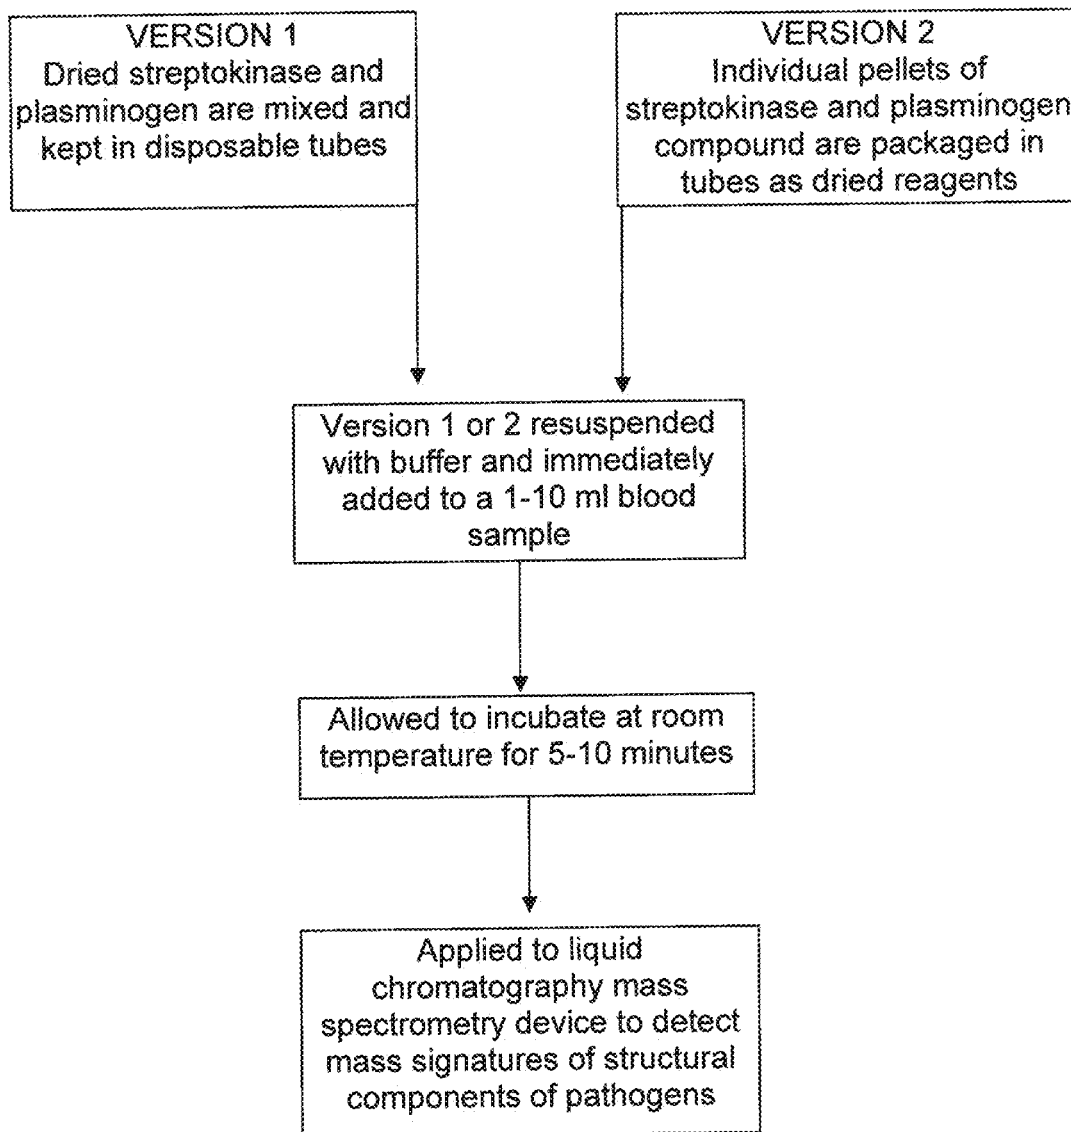 VERSION 1
Dried streptokinase and
plasminogen are mixed and
kept in disposable tubes
VERSION 2
Individual pellets of
streptokinase and plasminogen
compound are packaged in
tubes as dried reagents
Version 1 or 2 resuspended
with buffer and immediately
added to a 1-10 ml blood
sample
Allowed to incubate at room
temperature for 5-10 minutes
Applied to liquid
chromatography mass
spectrometry device to detect
mass signatures of structural
components of pathogens